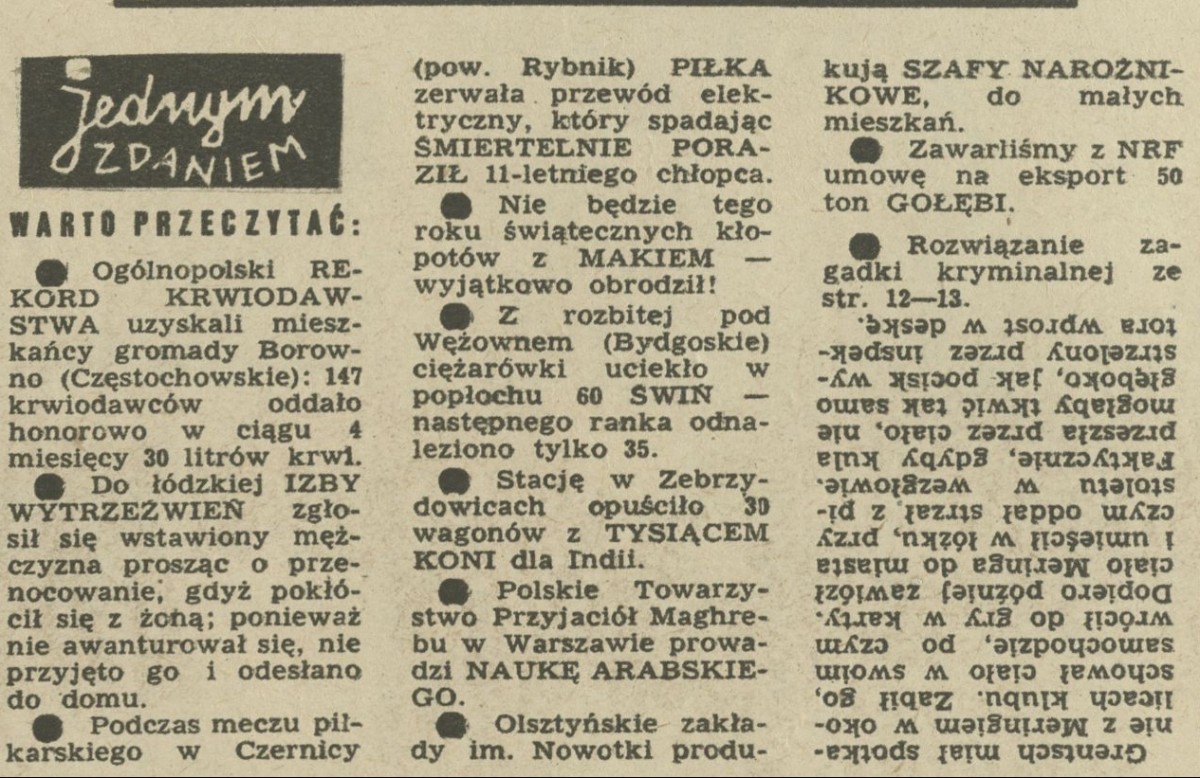 jednym
ZDANIEM
WARTO PRZECZYTAĆ:
● Ogólnopolski RE-
KORD KRWIODAW-
STWA uzyskali miesz-
kańcy gromady Borow-
no (Częstochowskie): 147
krwiodawców oddało
honorowo w ciągu 4
miesięcy 30 litrów krwi.
● Do łódzkiej IZBY
WYTRZEŹWIEŃ zgło-
sił się wstawiony męż-
czyzna prosząc o prze-
nocowanie, gdyż pokłó-
cił się z żoną; ponieważ
nie awanturował się, nie
przyjęto go i odesłano
do domu.
● Podczas meczu pił-
karskiego w Czernicy
(pow. Rybnik) PIŁKA
zerwała przewód elek-
tryczny, który spadając
ŚMIERTELNIE PORA-
ZIŁ 11-letniego chłopca.
● Nie będzie tego
roku świątecznych kło-
potów z MAKIEM —
wyjątkowo obrodził!
● Z rozbitej pod
Wężownem (Bydgoskie)
ciężarówki uciekło w
popłochu 60 ŚWIŃ —
następnego ranka odna-
leziono tylko 35.
● Stację w Zebrzy-
dowicach opuściło 30
wagonów z TYSIĄCEM
KONI dla Indii.
● Polskie Towarzy-
stwo Przyjaciół Maghre-
bu w Warszawie prowa-
dzi NAUKĘ ARABSKIE-
GO.
● Olsztyńskie zakła-
dy im. Nowotki produ-
kują SZAFY NAROŻNI-
KOWE, do małych
mieszkań.
● Zawarliśmy z NRF
umowę na eksport 50
ton GOŁĘBI.
● Rozwiązanie za-
gadki kryminalnej ze
str. 12—13.
Grentsch miał spotka-
nie z Meringiem w oko-
licach klubu. Zabił go,
schował ciało w swoim
samochodzie, po czym
wrócił do gry w karty.
Dopiero później zawiózł
ciało Meringa do miasta
i umieścił w łóżku, przy
czym oddał strzał z pi-
stoletu w wezgłowie.
Faktycznie, gdyby kula
przeszła przez ciało, nie
mogłaby tkwić tak samo
głęboko, jak pocisk wy-
strzelony przez inspek-
tora wprost w deskę.